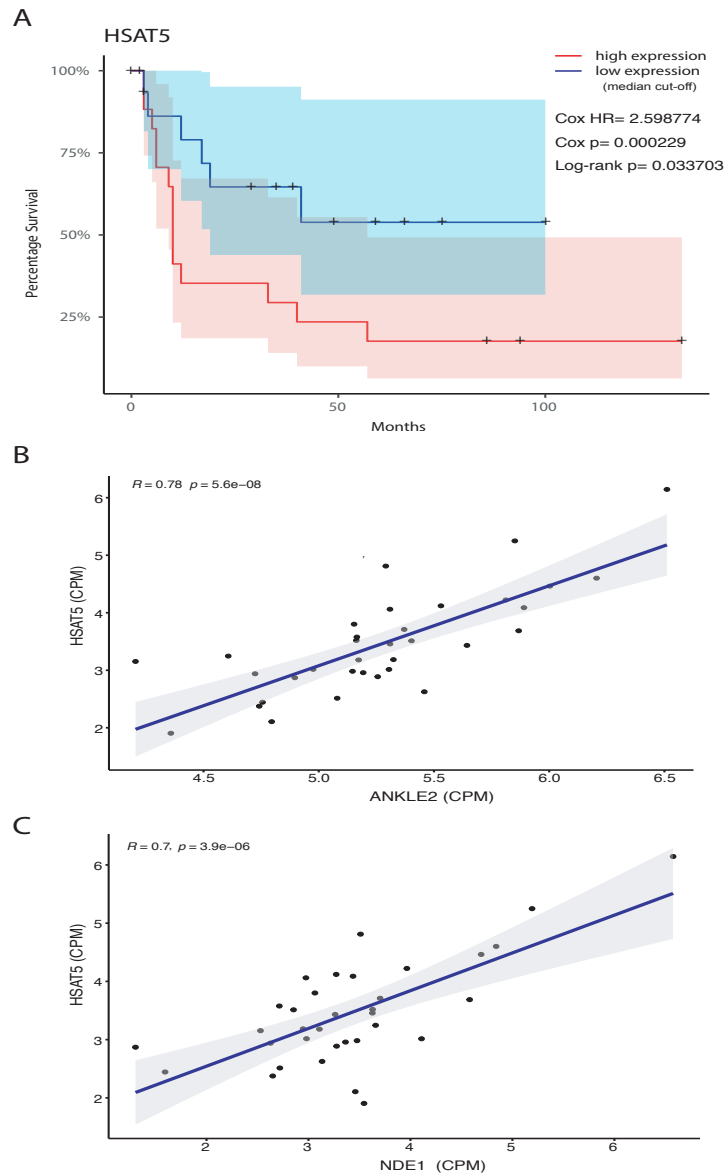 A
HSAT5
high expression
low expression
(median cut-off)
Cox HR= 2.598774
Cox p= 0.000229
Log-rank p= 0.033703
100%
75%
50%
25%
Percentage Survival
0
50
100
Months
B
R = 0.78 p = 5.6e-08
6
5
4
3
2
HSAT5 (CPM)
4.5
5.0
5.5
6.0
6.5
ANKLE2 (CPM)
C
R = 0.7, p = 3.9e-06
6
5
4
3
2
HSAT5 (CPM)
2
3
4
5
6
NDE1 (CPM)